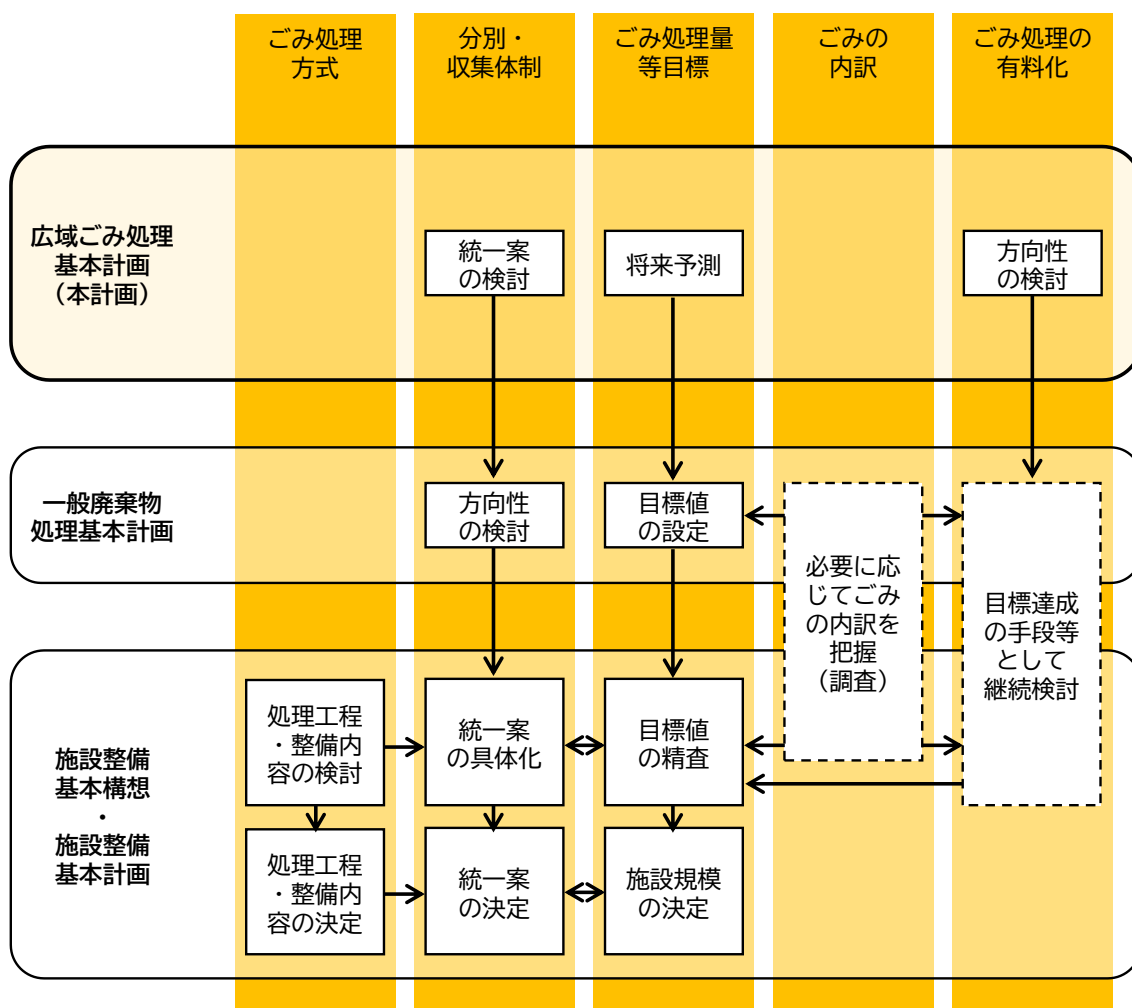 ごみ処理
方式
分別・
収集体制
ごみ処理量
等目標
ごみの
内訳
ごみ処理の
有料化
広域ごみ処理
基本計画
（本計画）
統一案
の検討
将来予測
方向性
の検討
一般廃棄物
処理基本計画
方向性
の検討
目標値
の設定
必要に応
じてごみ
の内訳を
把握
（調査）
目標達成
の手段等
として
継続検討
施設整備
基本構想
・
施設整備
基本計画
処理工程
・整備内
容の検討
統一案
の具体化
目標値
の精査
処理工程
・整備内
容の決定
統一案
の決定
施設規模
の決定